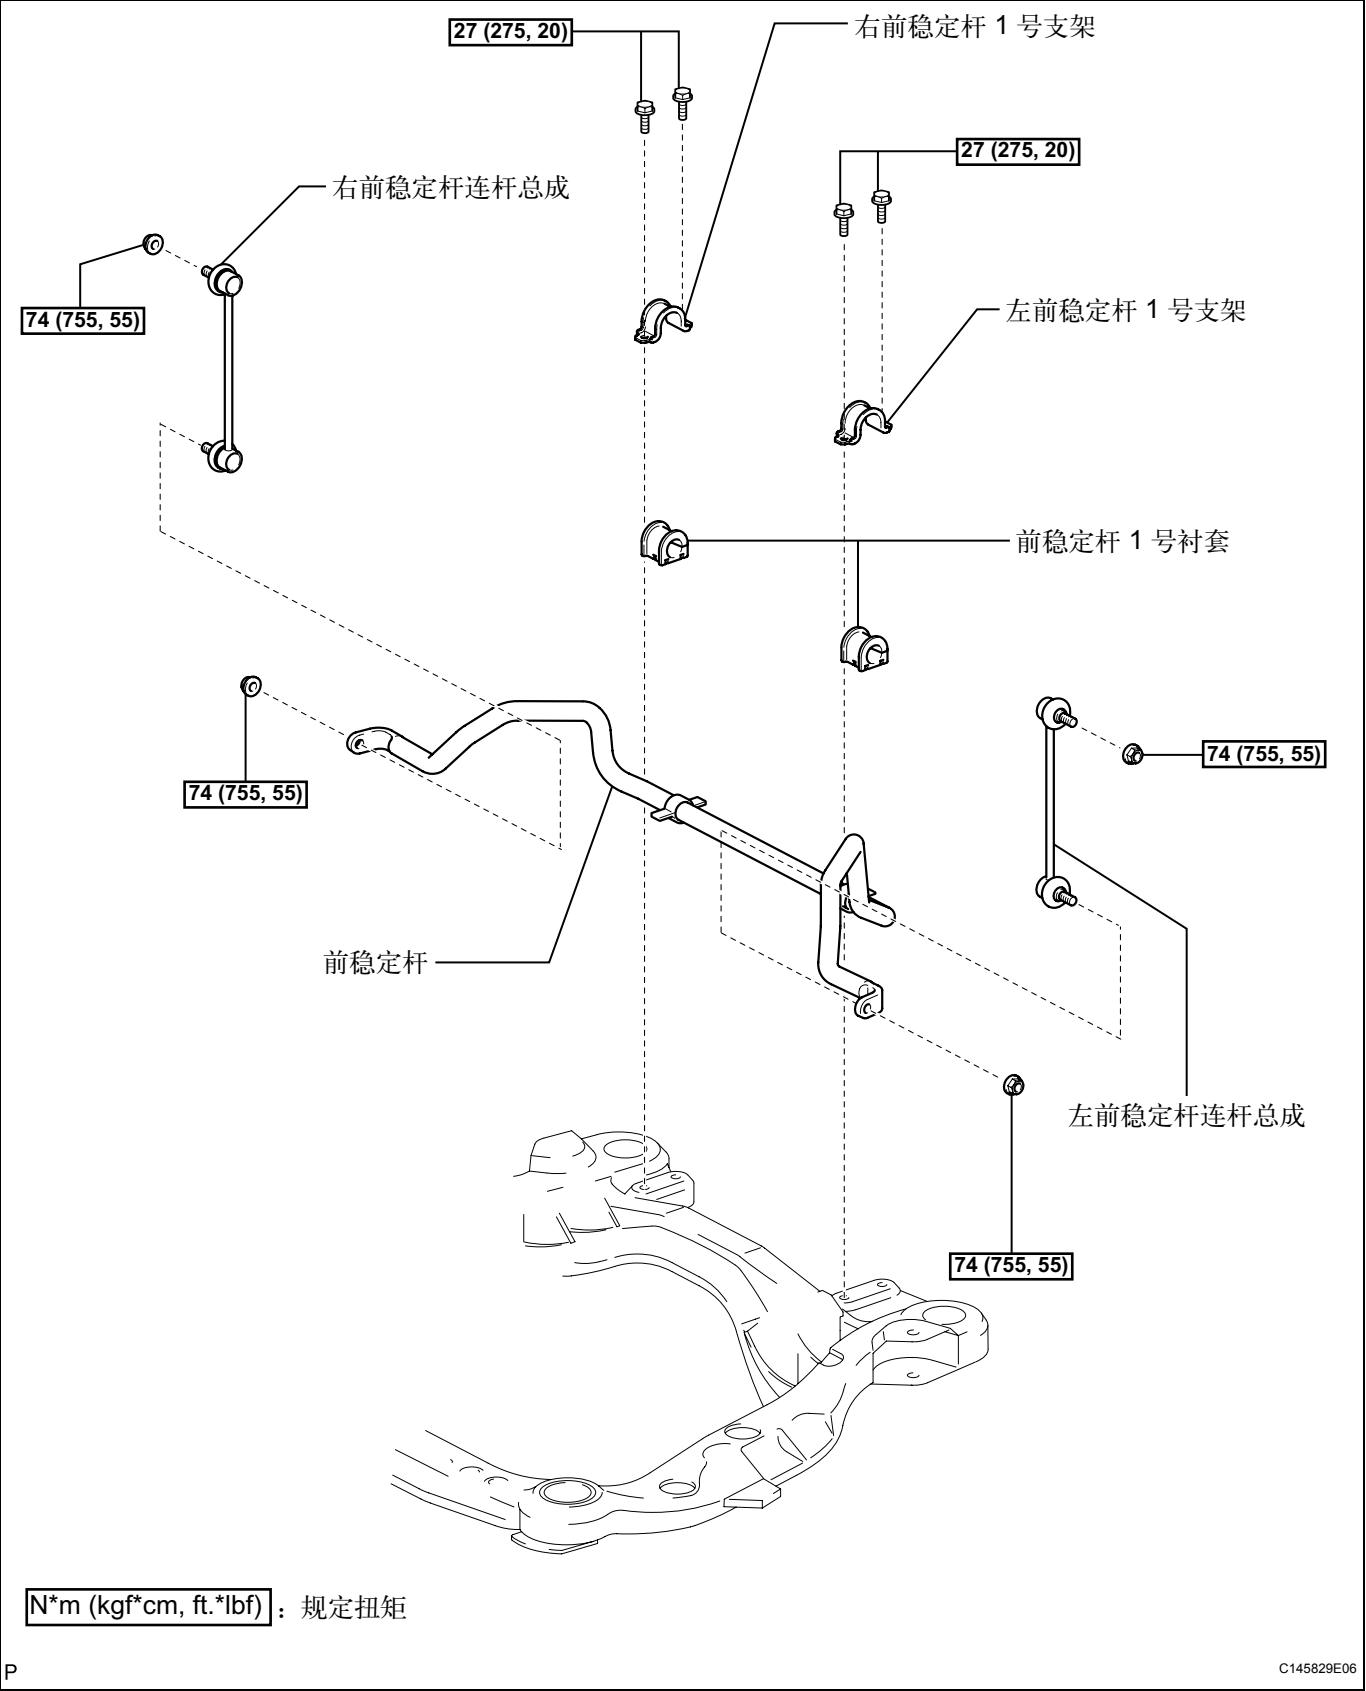 27 (275, 20)
右前稳定杆 1 号支架
27 (275, 20)
右前稳定杆连杆总成
74 (755, 55)
左前稳定杆 1 号支架
前稳定杆 1 号衬套
74 (755, 55)
74 (755, 55)
前稳定杆
左前稳定杆连杆总成
74 (755, 55)
N*m (kgf*cm, ft.*lbf) ：规定扭矩
P
C145829E06